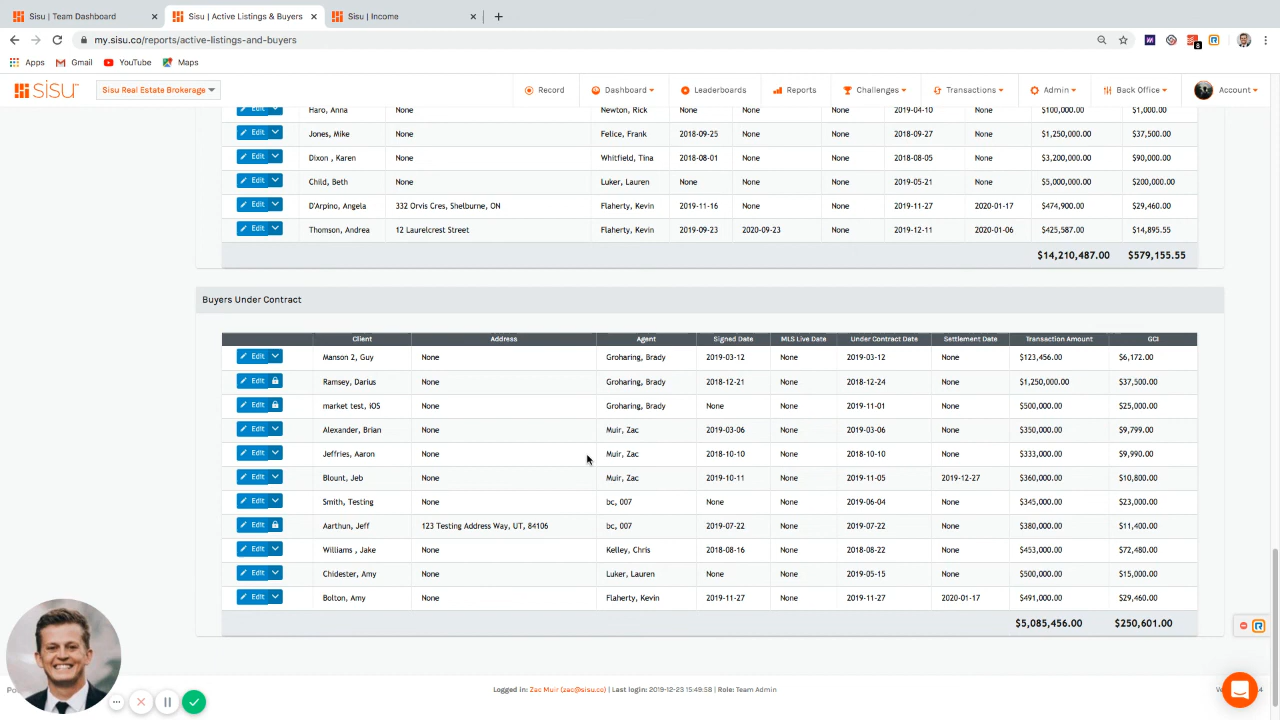 Sisu | Team Dashboard
Sisu | Active Listings & Buyers
Sisu | Income
my.sisu.co/reports/active-listings-and-buyers
8
Apps Gmail YouTube Maps
sisu Sisu Real Estate Brokerage Record Dashboard Leaderboards Reports Challenges Transactions Admin Back Office Account
Edit Haro, Anna None Newton, Rick None None None 2019-04-10 None $100,000.00 $1,000.00
Edit Jones, Mike None Felice, Frank 2018-09-25 None None 2018-09-27 None $1,250,000.00 $37,500.00
Edit Dixon , Karen None Whitfield, Tina 2018-08-01 None None 2018-08-05 None $3,200,000.00 $90,000.00
Edit Child, Beth None Luker, Lauren None None None 2019-05-21 None $5,000,000.00 $200,000.00
Edit D'Arpino, Angela 332 Orvis Cres, Shelburne, ON Flaherty, Kevin 2019-11-16 None None 2019-11-27 2020-01-17 $474,900.00 $29,460.00
Edit Thomson, Andrea 12 Laurelcrest Street Flaherty, Kevin 2019-09-23 2020-09-23 None 2019-12-11 2020-01-06 $425,587.00 $14,895.55
$14,210,487.00 $579,155.55
Buyers Under Contract
Client Address Agent Signed Date MLS Live Date Under Contract Date Settlement Date Transaction Amount GCI
Edit Manson 2, Guy None Groharing, Brady 2019-03-12 None 2019-03-12 None $123,456.00 $6,172.00
Edit Ramsey, Darius None Groharing, Brady 2018-12-21 None 2018-12-24 None $1,250,000.00 $37,500.00
Edit market test, iOS None Groharing, Brady None None 2019-11-01 None $500,000.00 $25,000.00
Edit Alexander, Brian None Muir, Zac 2019-03-06 None 2019-03-06 None $350,000.00 $9,799.00
Edit Jeffries, Aaron None Muir, Zac 2018-10-10 None 2018-10-10 None $333,000.00 $9,990.00
Edit Blount, Jeb None Muir, Zac 2019-10-11 None 2019-11-05 2019-12-27 $360,000.00 $10,800.00
Edit Smith, Testing None bc, 007 None None 2019-06-04 None $345,000.00 $23,000.00
Edit Aarthun, Jeff 123 Testing Address Way, UT, 84106 bc, 007 2019-07-22 None 2019-07-22 None $380,000.00 $11,400.00
Edit Williams , Jake None Kelley, Chris 2018-08-16 None 2018-08-22 None $453,000.00 $72,480.00
Edit Chidester, Amy None Luker, Lauren None None 2019-05-15 None $500,000.00 $15,000.00
Edit Bolton, Amy None Flaherty, Kevin 2019-11-27 None 2019-11-27 2020-01-17 $491,000.00 $29,460.00
$5,085,456.00 $250,601.00
Logged in: Zac Muir (zac@sisu.co) | Last login: 2019-12-23 15:49:58 | Role: Team Admin